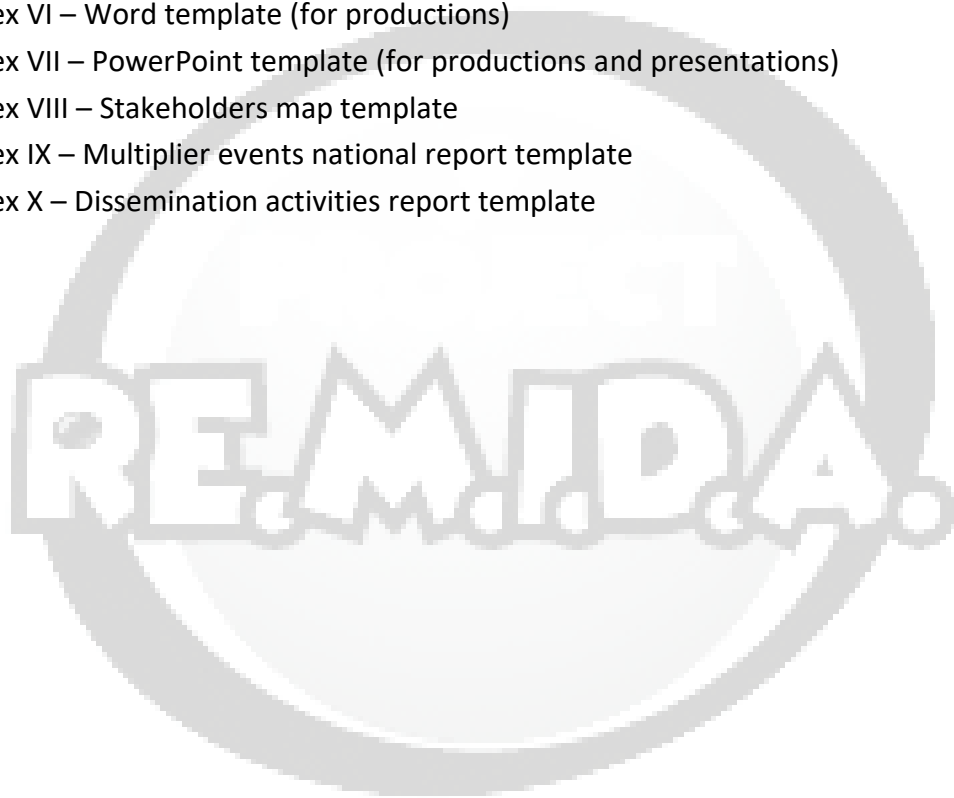 ex VI – Word template (for productions)
ex VII – PowerPoint template (for productions and presentations)
ex VIII – Stakeholders map template
ex IX – Multiplier events national report template
ex X – Dissemination activities report template
PROJECT
RE.M.I.D.A.